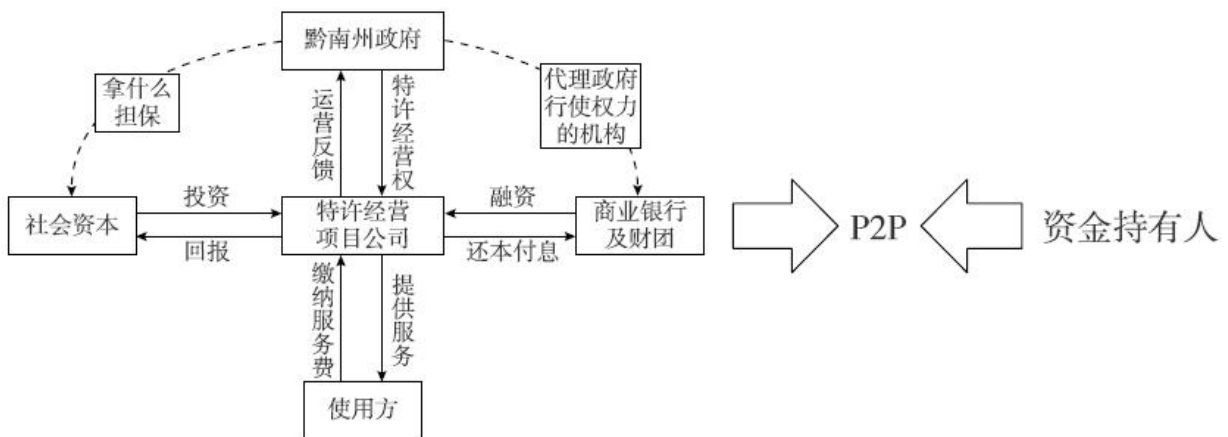 黔南州政府
拿什么
担保
代理政府
行使权力
的机构
运营反馈
特许经营权
社会资本
投资
回报
特许经营
项目公司
融资
还本付息
商业银行
及财团
P2P
资金持有人
缴纳服务费
提供服务
使用方